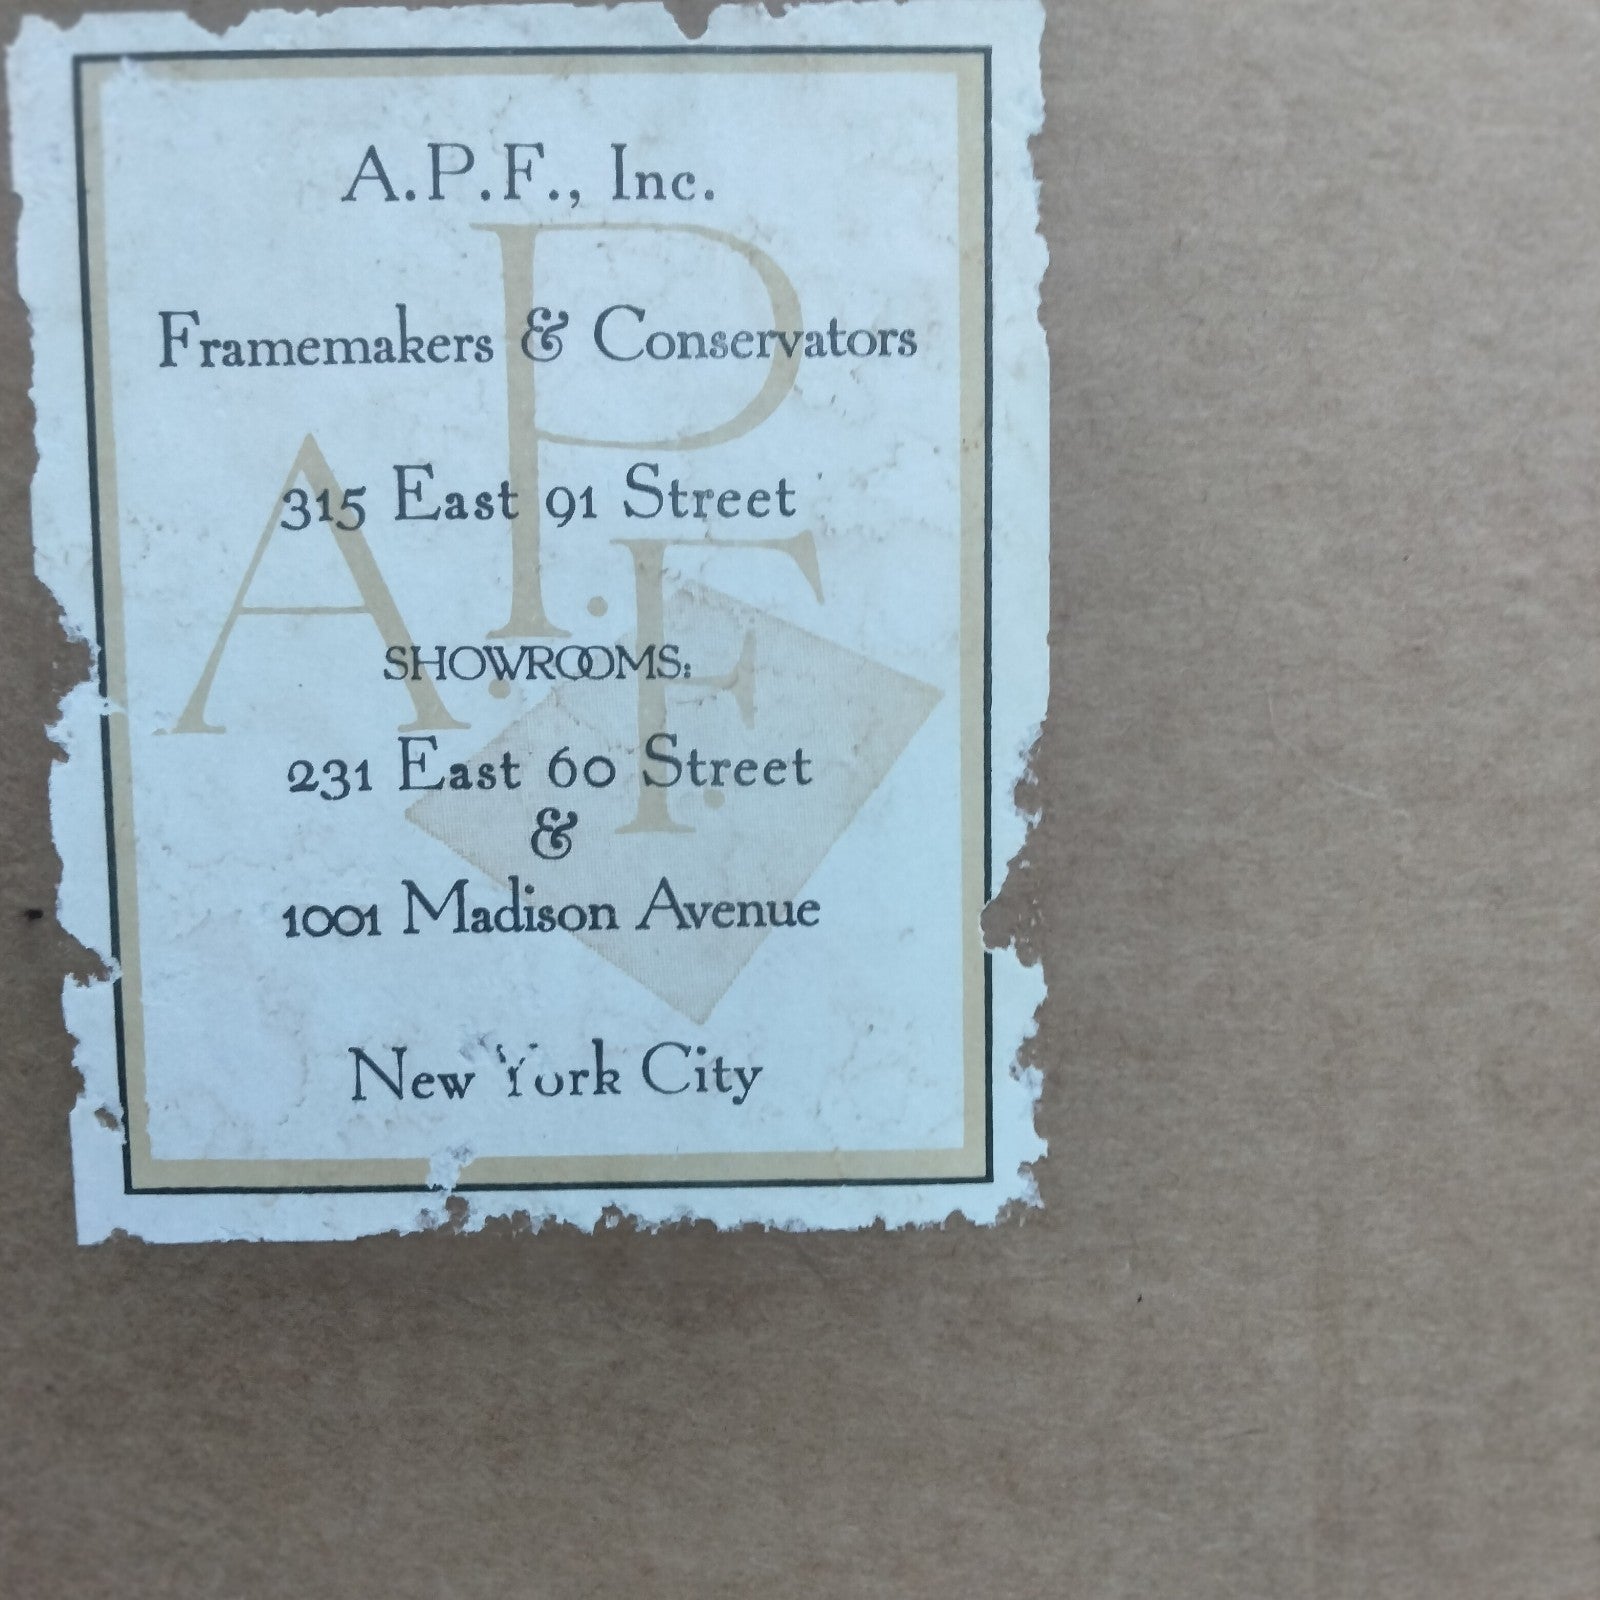 A.P.F., Inc.
Framemakers & Conservators
315 East 91 Street
SHOWROOMS:
231 East 60 Street
&
1001 Madison Avenue
New York City
A.P.F.